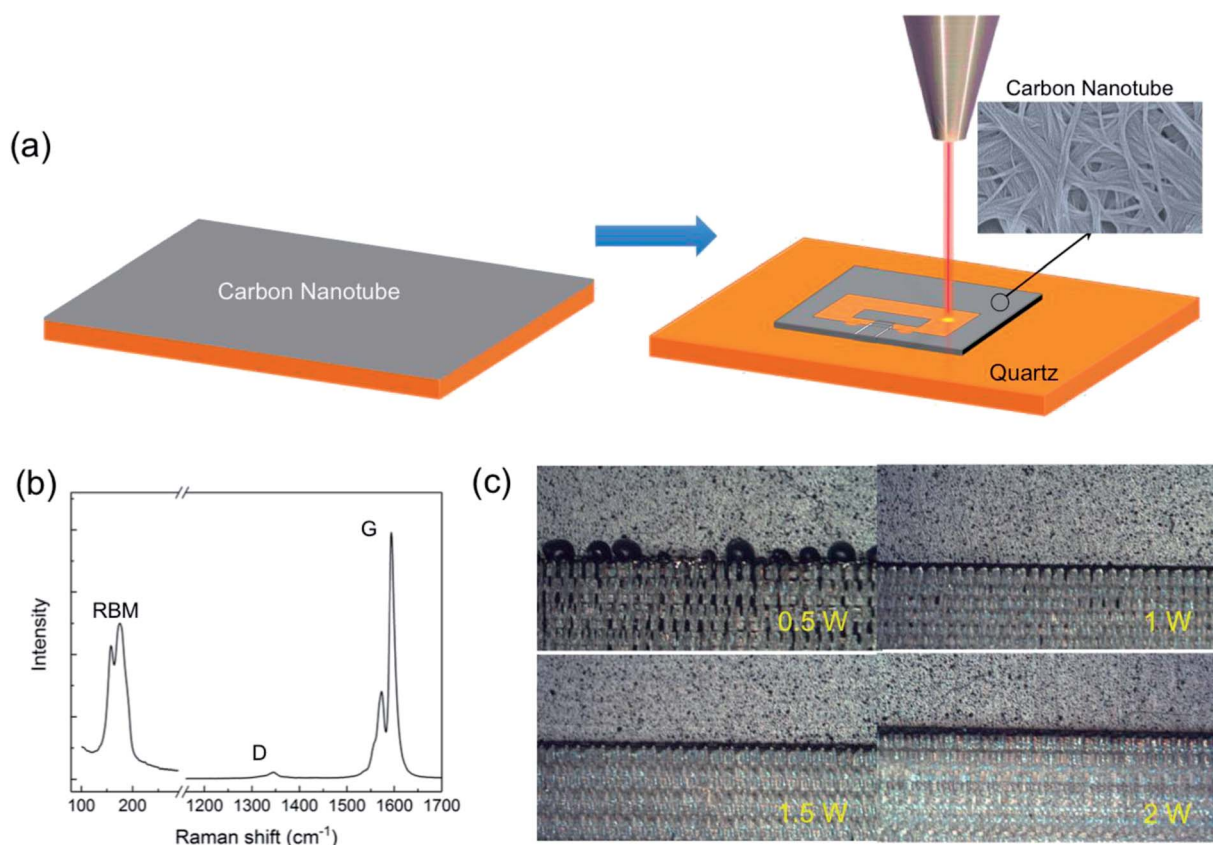 (a)
Carbon Nanotube
Carbon Nanotube
Quartz
(b)
Intensity
RBM
D
G
100 200 1200 1300 1400 1500 1600 1700
Raman shift (cm⁻¹)
(c)
0.5 W
1 W
1.5 W
2 W